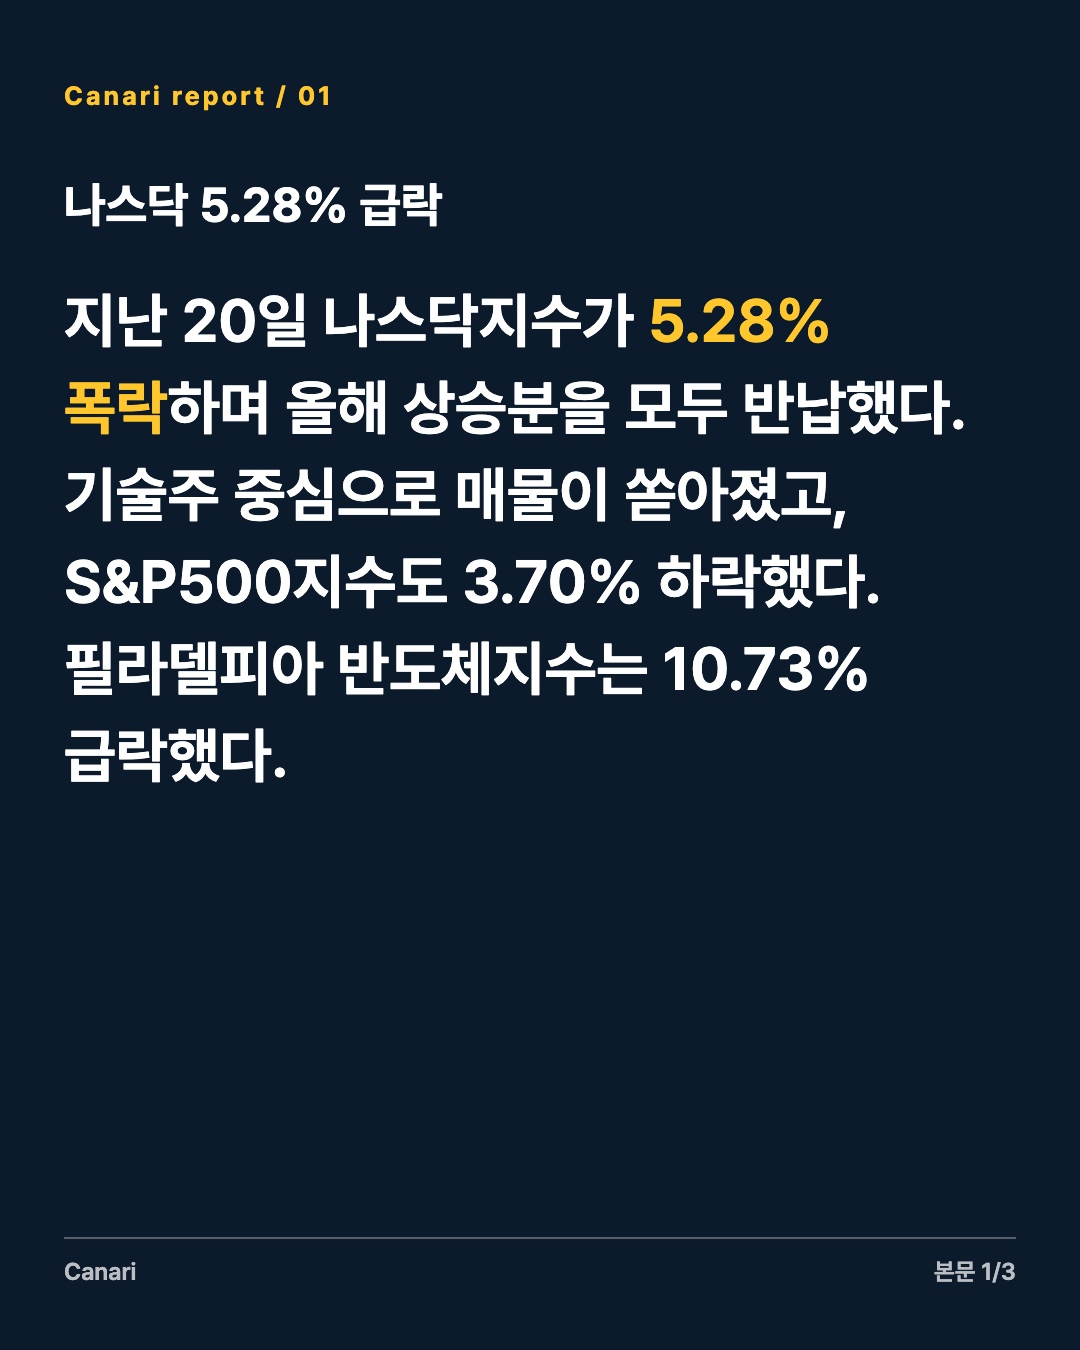 Canari report / 01
나스닥 5.28% 급락
지난 20일 나스닥지수가 5.28%
폭락하며 올해 상승분을 모두 반납했다.
기술주 중심으로 매물이 쏟아졌고,
S&P500지수도 3.70% 하락했다.
필라델피아 반도체지수는 10.73%
급락했다.
Canari
본문 1/3